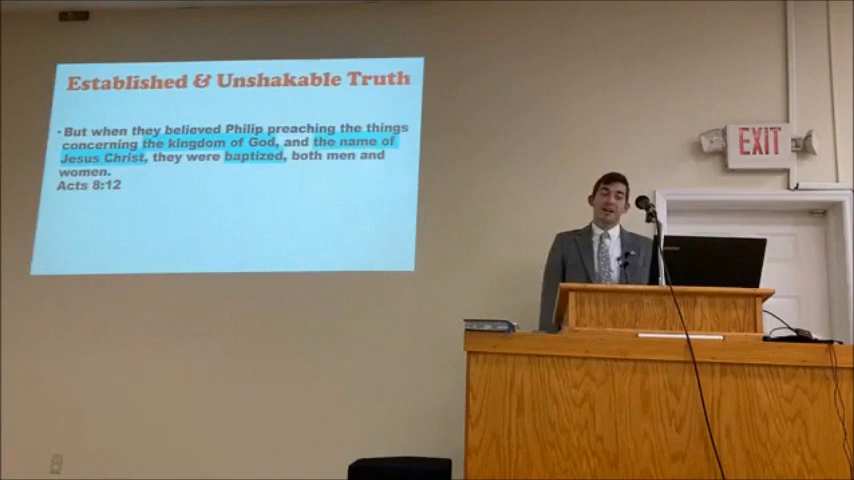 Established & Unshakable Truth
• But when they believed Philip preaching the things
concerning the kingdom of God, and the name of
Jesus Christ, they were baptized, both men and
women.
Acts 8:12
EXIT